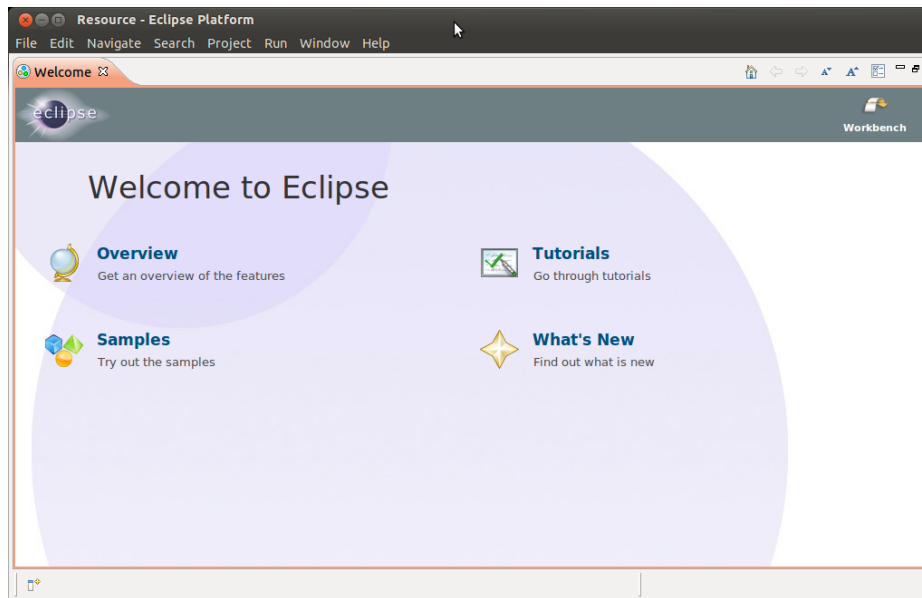 Resource - Eclipse Platform
File Edit Navigate Search Project Run Window Help
Welcome
eclipse
Workbench
Welcome to Eclipse
Overview
Get an overview of the features
Tutorials
Go through tutorials
Samples
Try out the samples
What's New
Find out what is new